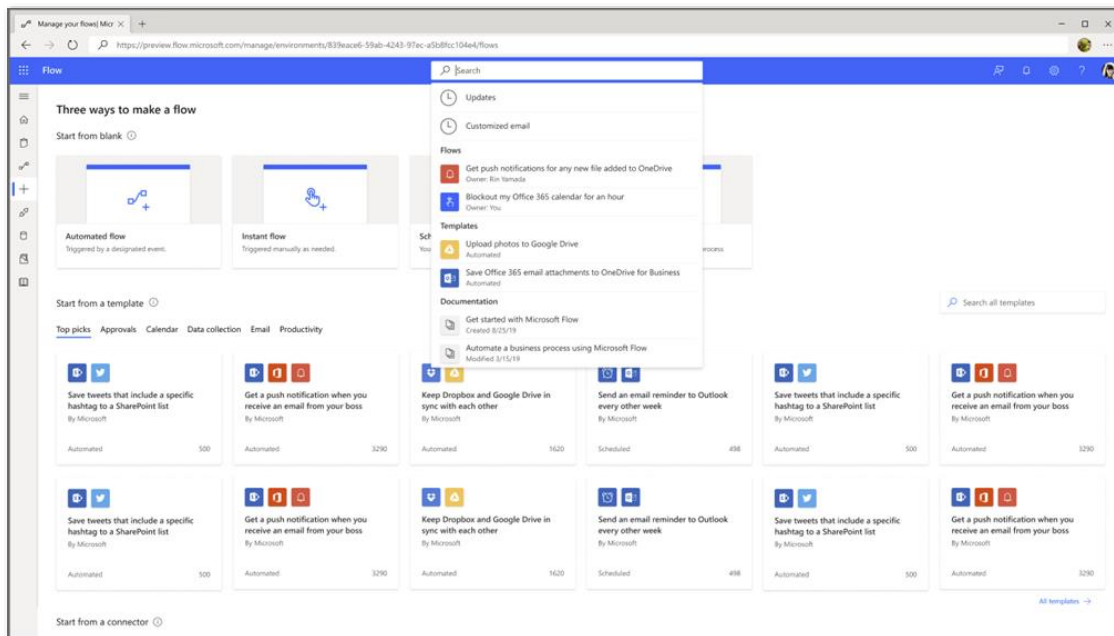 Manage your flows| Micr
https://preview.flow.microsoft.com/manage/environments/839eace6-59ab-4243-97ec-a5b8fcc104e4/flows
Flow
Search
Updates
Customized email
Flows
Get push notifications for any new file added to OneDrive
Owner: Rin Yamada
Blockout my Office 365 calendar for an hour
Owner: You
Templates
Upload photos to Google Drive
Automated
Save Office 365 email attachments to OneDrive for Business
Automated
Documentation
Get started with Microsoft Flow
Created 8/25/19
Automate a business process using Microsoft Flow
Modified 3/15/19
Three ways to make a flow
Start from blank
Automated flow
Triggered by a designated event.
Instant flow
Triggered manually as needed.
Sch
You
process
Start from a template
Search all templates
Top picks Approvals Calendar Data collection Email Productivity
Save tweets that include a specific
hashtag to a SharePoint list
By Microsoft
Automated 500
Get a push notification when you
receive an email from your boss
By Microsoft
Automated 3290
Keep Dropbox and Google Drive in
sync with each other
By Microsoft
Automated 1620
Send an email reminder to Outlook
every other week
By Microsoft
Scheduled 498
Save tweets that include a specific
hashtag to a SharePoint list
By Microsoft
Automated 500
Get a push notification when you
receive an email from your boss
By Microsoft
Automated 3290
Save tweets that include a specific
hashtag to a SharePoint list
By Microsoft
Automated 500
Get a push notification when you
receive an email from your boss
By Microsoft
Automated 3290
Keep Dropbox and Google Drive in
sync with each other
By Microsoft
Automated 1620
Send an email reminder to Outlook
every other week
By Microsoft
Scheduled 498
Save tweets that include a specific
hashtag to a SharePoint list
By Microsoft
Automated 500
Get a push notification when you
receive an email from your boss
By Microsoft
Automated 3290
All templates
Start from a connector